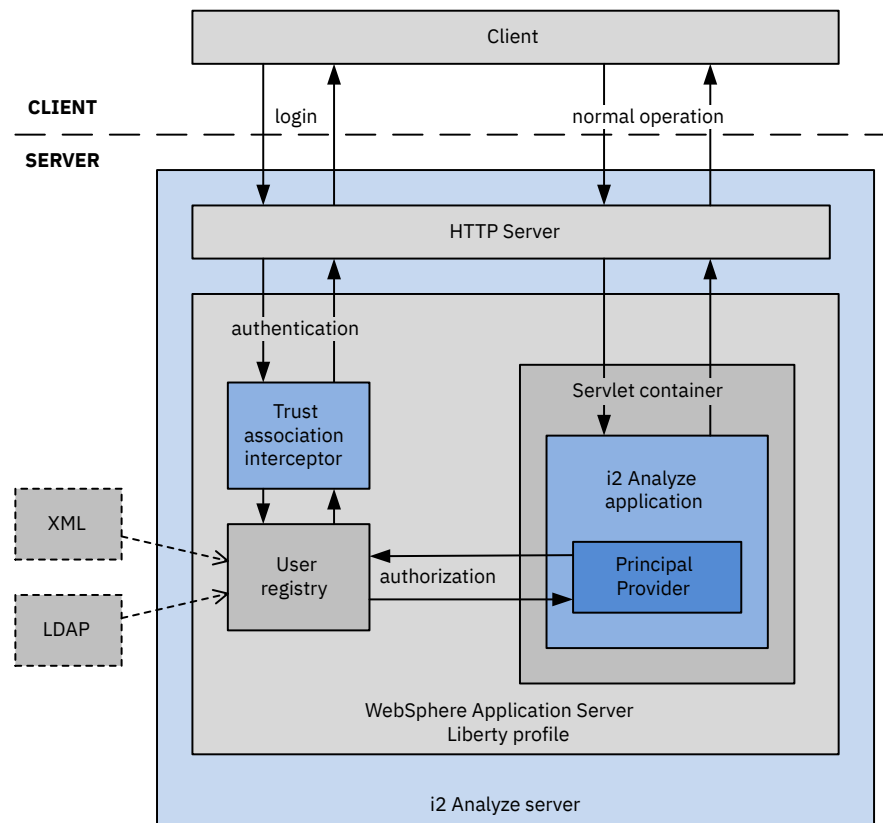 Client
CLIENT
login
normal operation
SERVER
HTTP Server
authentication
Servlet container
Trust
association
interceptor
i2 Analyze
application
XML
User
registry
authorization
Principal
Provider
LDAP
WebSphere Application Server
Liberty profile
i2 Analyze server